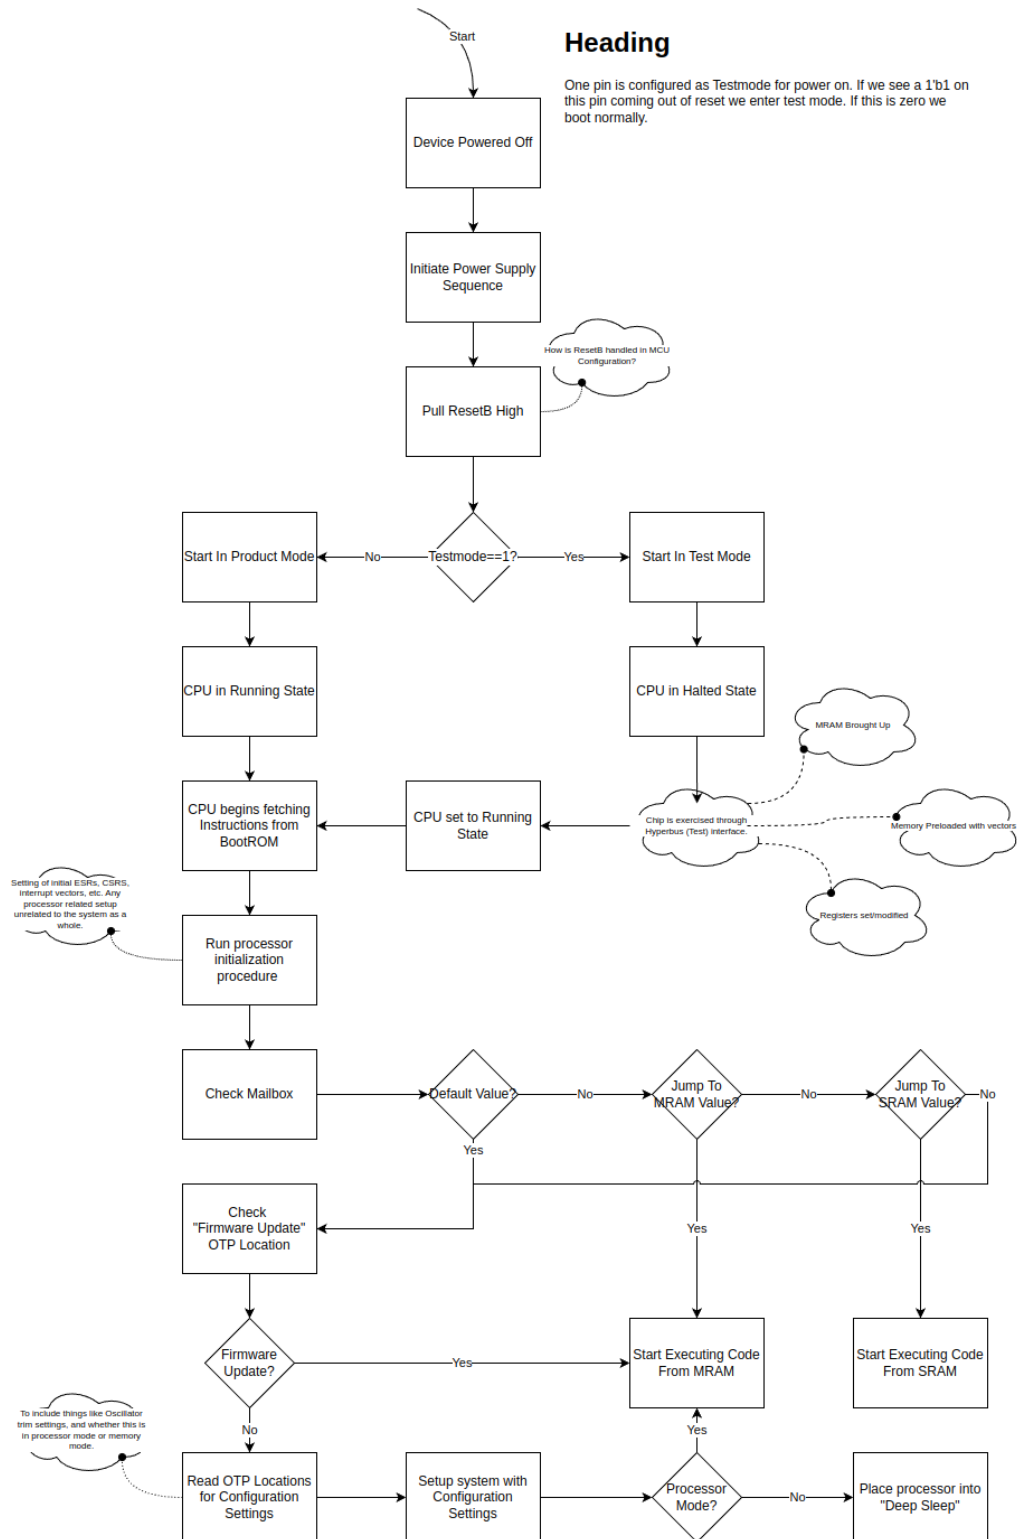 Start
Heading
One pin is configured as Testmode for power on. If we see a 1'b1 on
this pin coming out of reset we enter test mode. If this is zero we
boot normally.
Device Powered Off
Initiate Power Supply
Sequence
How is ResetB handled in MCU
Configuration?
Pull ResetB High
Start In Product Mode
No
Testmode==1?
Yes
Start In Test Mode
CPU in Running State
CPU in Halted State
MRAM Brought Up
CPU begins fetching
Instructions from
BootROM
CPU set to Running
State
Chip is exercised through
Hyperbus (Test) interface.
Memory Preloaded with vectors
Setting of initial ESRs, CSRS,
interrupt vectors, etc. Any
processor related setup
unrelated to the system as a
whole.
Registers set/modified
Run processor
initialization
procedure
Check Mailbox
Default Value?
No
Jump To
MRAM Value?
No
Jump To
SRAM Value?
No
Yes
Check
"Firmware Update"
OTP Location
Yes
Yes
Firmware
Update?
Yes
Start Executing Code
From MRAM
Start Executing Code
From SRAM
To include things like Oscillator
trim settings, and whether this is
in processor mode or memory
mode.
No
Yes
Read OTP Locations
for Configuration
Settings
Setup system with
Configuration
Settings
Processor
Mode?
No
Place processor into
"Deep Sleep"